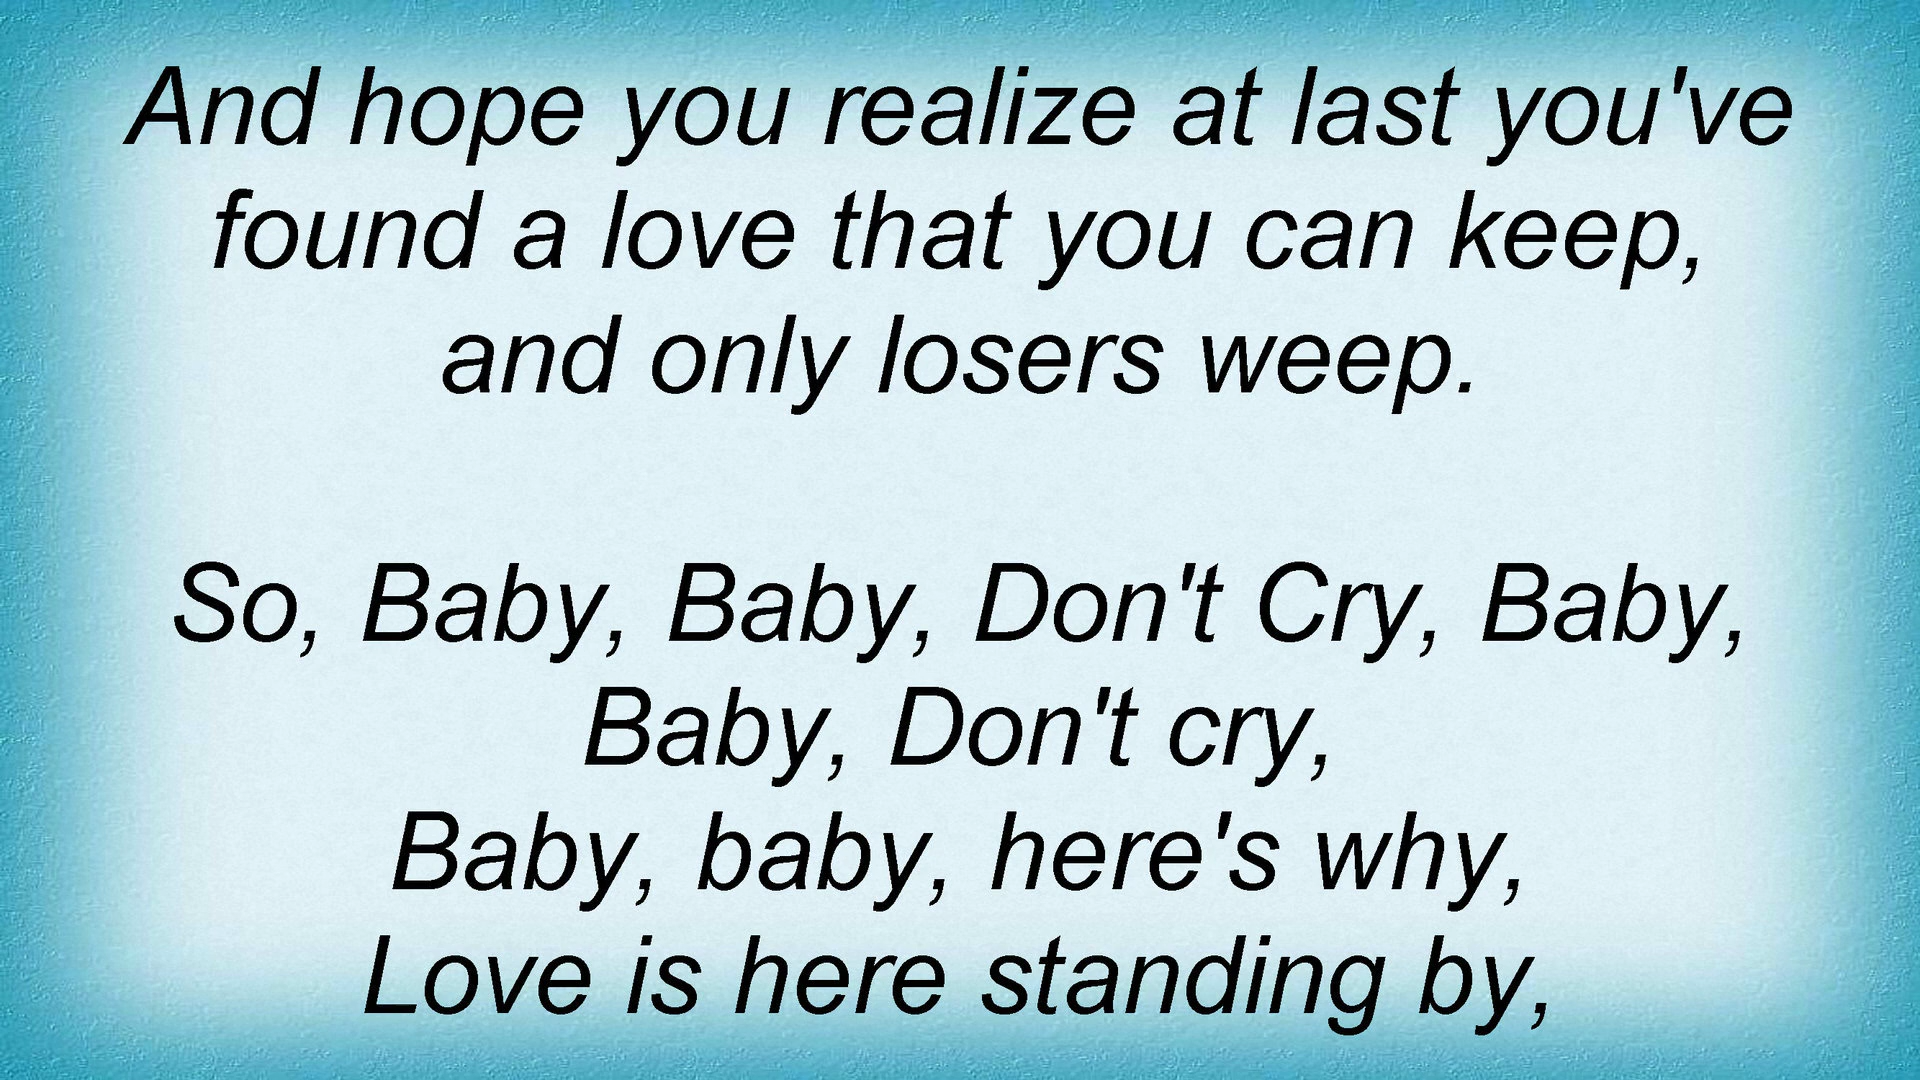 And hope you realize at last you've
found a love that you can keep,
and only losers weep.
So, Baby, Baby, Don't Cry, Baby,
Baby, Don't cry,
Baby, baby, here's why,
Love is here standing by,